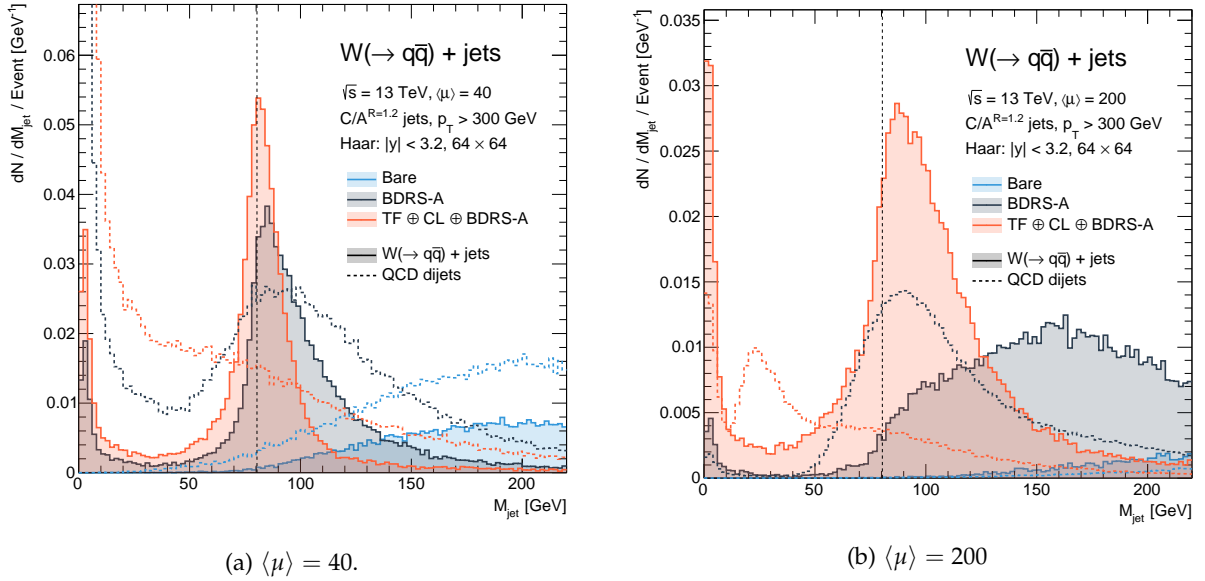 W(→ qq̅) + jets
√s = 13 TeV, ⟨μ⟩ = 40
C/A^R=1.2 jets, p_T > 300 GeV
Haar: |y| < 3.2, 64 × 64
Bare
BDRS-A
TF ⊕ CL ⊕ BDRS-A
W(→ qq̅) + jets
QCD dijets
dN / dM_jet / Event [GeV⁻¹]
0.06
0.05
0.04
0.03
0.02
0.01
0
0 50 100 150 200
M_jet [GeV]
(a) ⟨μ⟩ = 40.
W(→ qq̅) + jets
√s = 13 TeV, ⟨μ⟩ = 200
C/A^R=1.2 jets, p_T > 300 GeV
Haar: |y| < 3.2, 64 × 64
Bare
BDRS-A
TF ⊕ CL ⊕ BDRS-A
W(→ qq̅) + jets
QCD dijets
dN / dM_jet / Event [GeV⁻¹]
0.035
0.03
0.025
0.02
0.015
0.01
0.005
0
0 50 100 150 200
M_jet [GeV]
(b) ⟨μ⟩ = 200